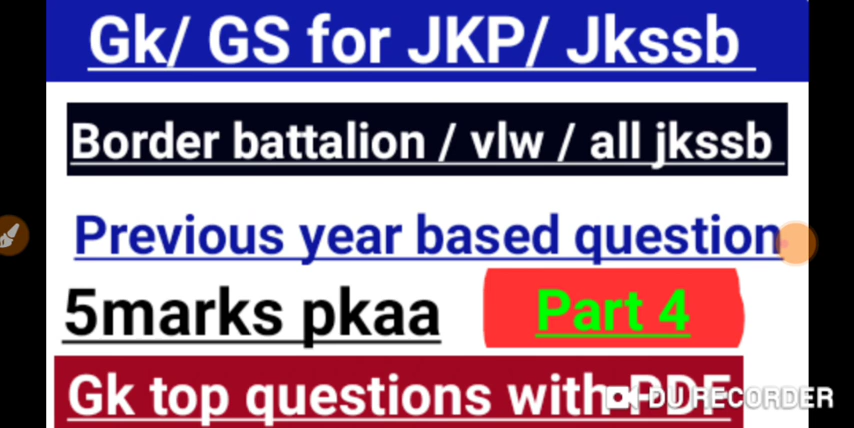 Gk/ GS for JKP/ Jkssb
Border battalion / vlw / all jkssb
Previous year based question
5marks pkaa
Part 4
Gk top questions with PDF
DU RECORDER